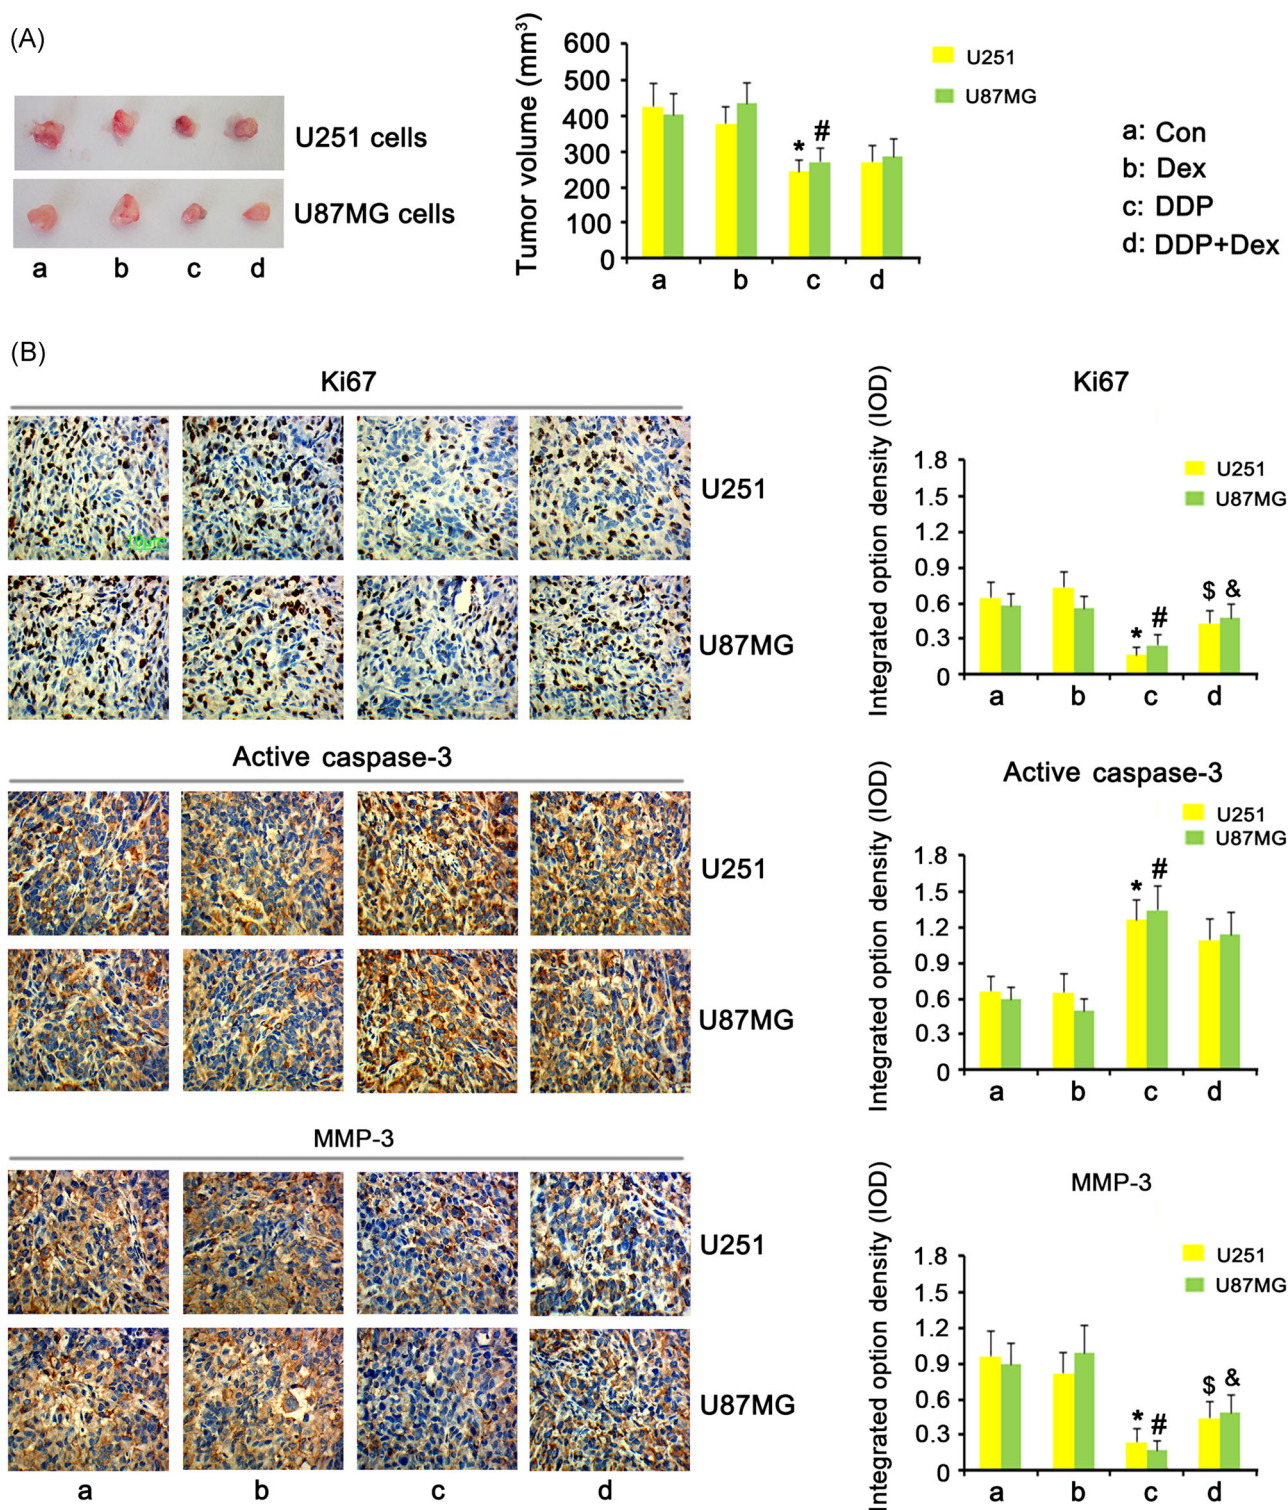 (A)
U251 cells
U87MG cells
a b c d
Tumor volume (mm³)
600
500
400
300
200
100
0
* #
a b c d
U251
U87MG
a: Con
b: Dex
c: DDP
d: DDP+Dex
(B)
Ki67
10μm
U251
U87MG
Ki67
Integrated option density (IOD)
1.8
1.5
1.2
0.9
0.6
0.3
0
U251
U87MG
* # $ &
a b c d
Active caspase-3
U251
U87MG
Active caspase-3
Integrated option density (IOD)
1.8
1.5
1.2
0.9
0.6
0.3
0
U251
U87MG
* #
a b c d
MMP-3
U251
U87MG
a b c d
MMP-3
Integrated option density (IOD)
1.8
1.5
1.2
0.9
0.6
0.3
0
U251
U87MG
* # $ &
a b c d